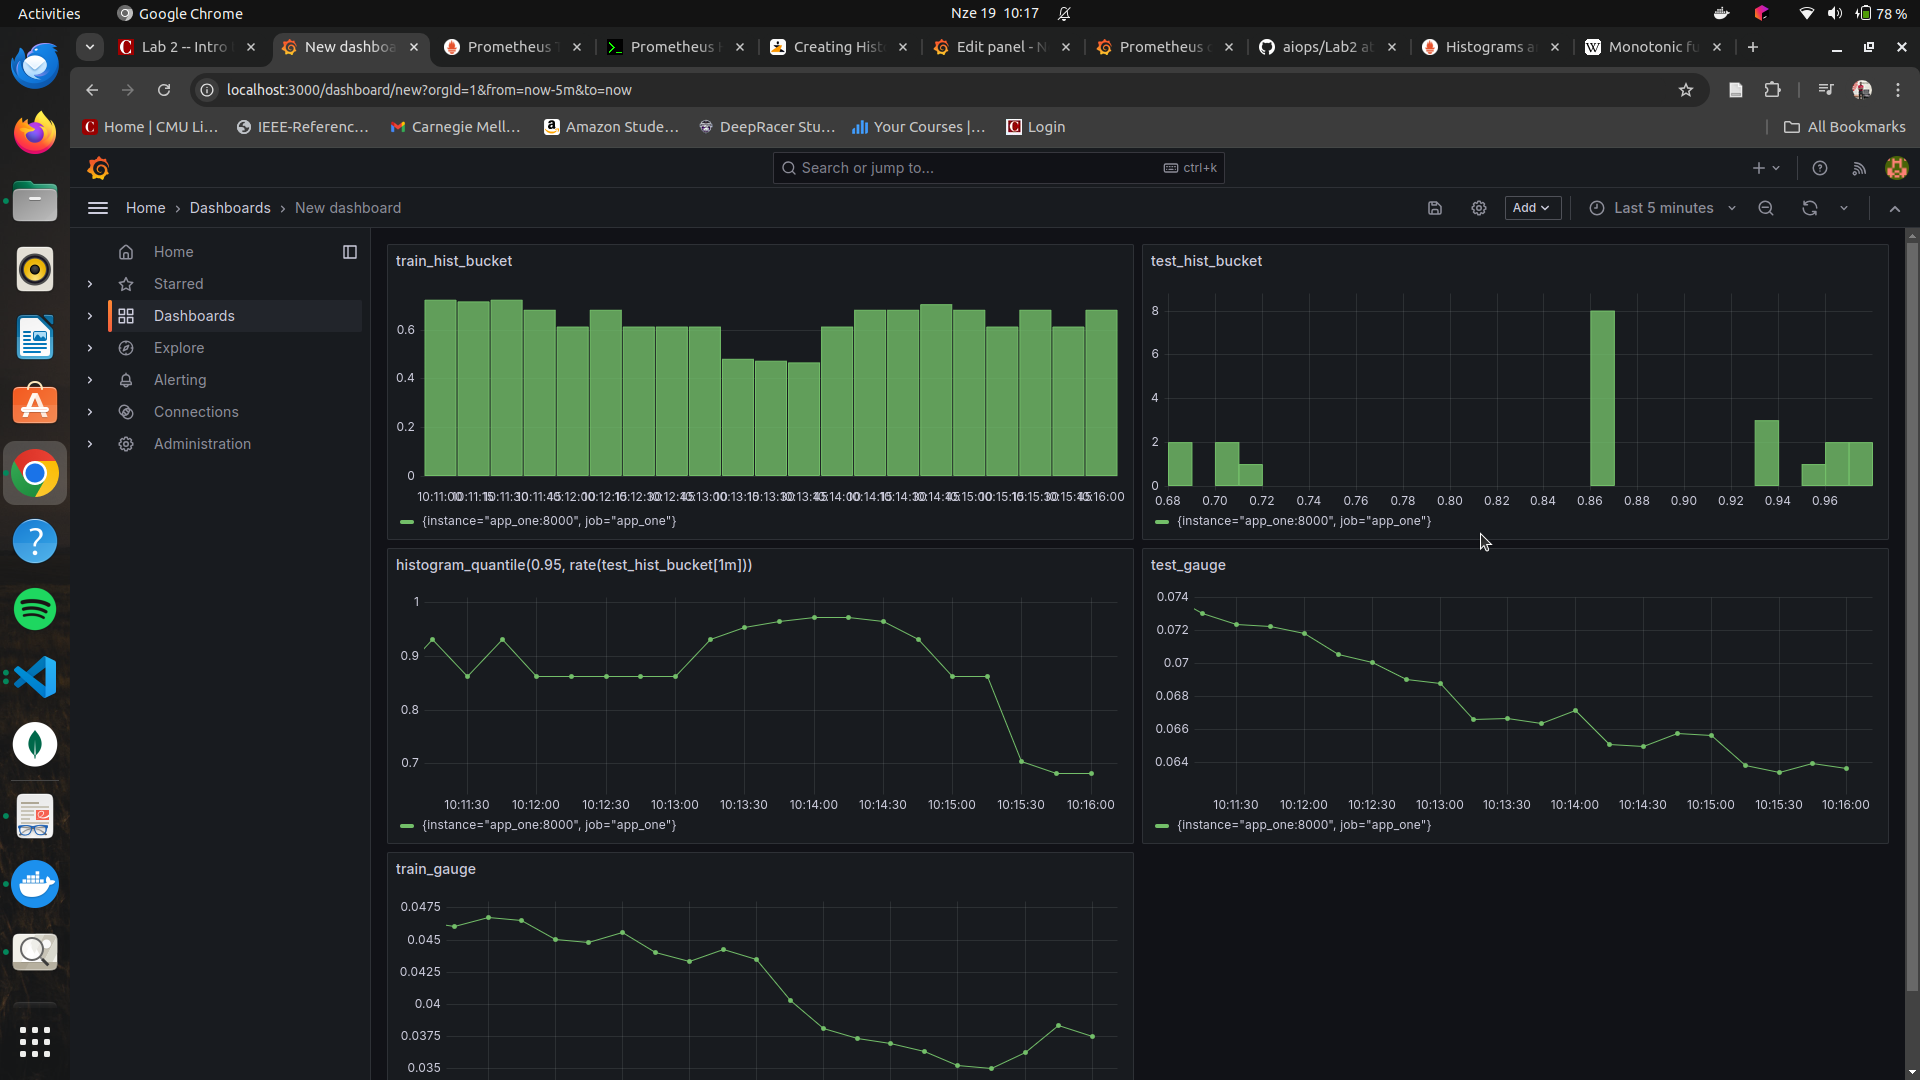 Activities
Google Chrome
Nze 19 10:17
78 %
Lab 2 -- Intro
New dashboa
Prometheus
Prometheus
Creating His
Edit panel - N
Prometheus
aiops/Lab2 a
Histograms a
Monotonic fu
localhost:3000/dashboard/new?orgId=1&from=now-5m&to=now
Home | CMU Li...
IEEE-Referenc...
Carnegie Mell...
Amazon Stude...
DeepRacer Stu...
Your Courses |...
Login
All Bookmarks
Search or jump to...
ctrl+k
Home › Dashboards › New dashboard
Add
Last 5 minutes
Home
Starred
Dashboards
Explore
Alerting
Connections
Administration
train_hist_bucket
0.6
0.4
0.2
0
10:11:00 10:11:15 10:11:30 10:11:45 10:12:00 10:12:15 10:12:30 10:12:45 10:13:00 10:13:15 10:13:30 10:13:45 10:14:00 10:14:15 10:14:30 10:14:45 10:15:00 10:15:15 10:15:30 10:15:45 10:16:00
{instance="app_one:8000", job="app_one"}
test_hist_bucket
8
6
4
2
0
0.68 0.70 0.72 0.74 0.76 0.78 0.80 0.82 0.84 0.86 0.88 0.90 0.92 0.94 0.96
{instance="app_one:8000", job="app_one"}
histogram_quantile(0.95, rate(test_hist_bucket[1m]))
1
0.9
0.8
0.7
10:11:30 10:12:00 10:12:30 10:13:00 10:13:30 10:14:00 10:14:30 10:15:00 10:15:30 10:16:00
{instance="app_one:8000", job="app_one"}
test_gauge
0.074
0.072
0.07
0.068
0.066
0.064
10:11:30 10:12:00 10:12:30 10:13:00 10:13:30 10:14:00 10:14:30 10:15:00 10:15:30 10:16:00
{instance="app_one:8000", job="app_one"}
train_gauge
0.0475
0.045
0.0425
0.04
0.0375
0.035